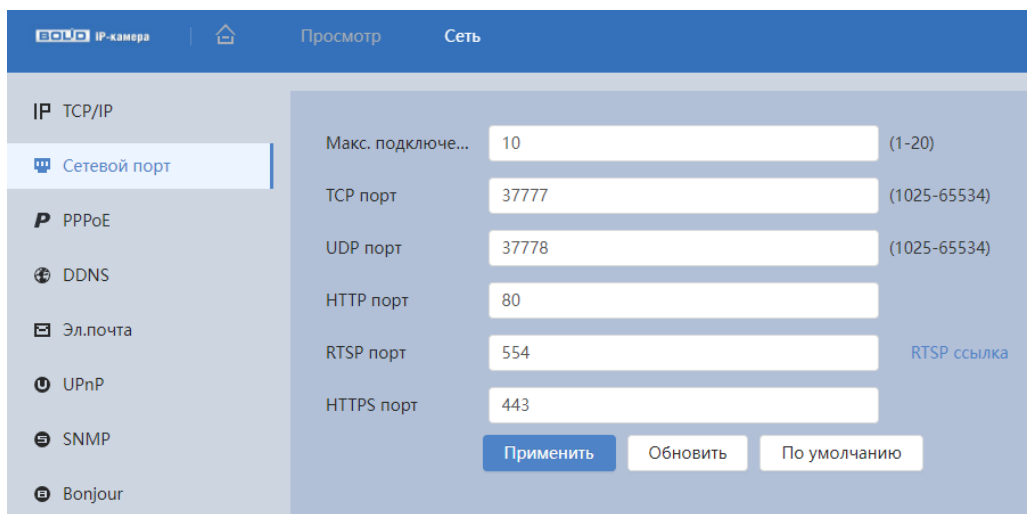 BOLID IP-камера
Просмотр
Сеть
IP TCP/IP
Сетевой порт
PPPoE
DDNS
Эл.почта
UPnP
SNMP
Bonjour
Макс. подключе... 10 (1-20)
TCP порт 37777 (1025-65534)
UDP порт 37778 (1025-65534)
HTTP порт 80
RTSP порт 554 RTSP ссылка
HTTPS порт 443
Применить Обновить По умолчанию